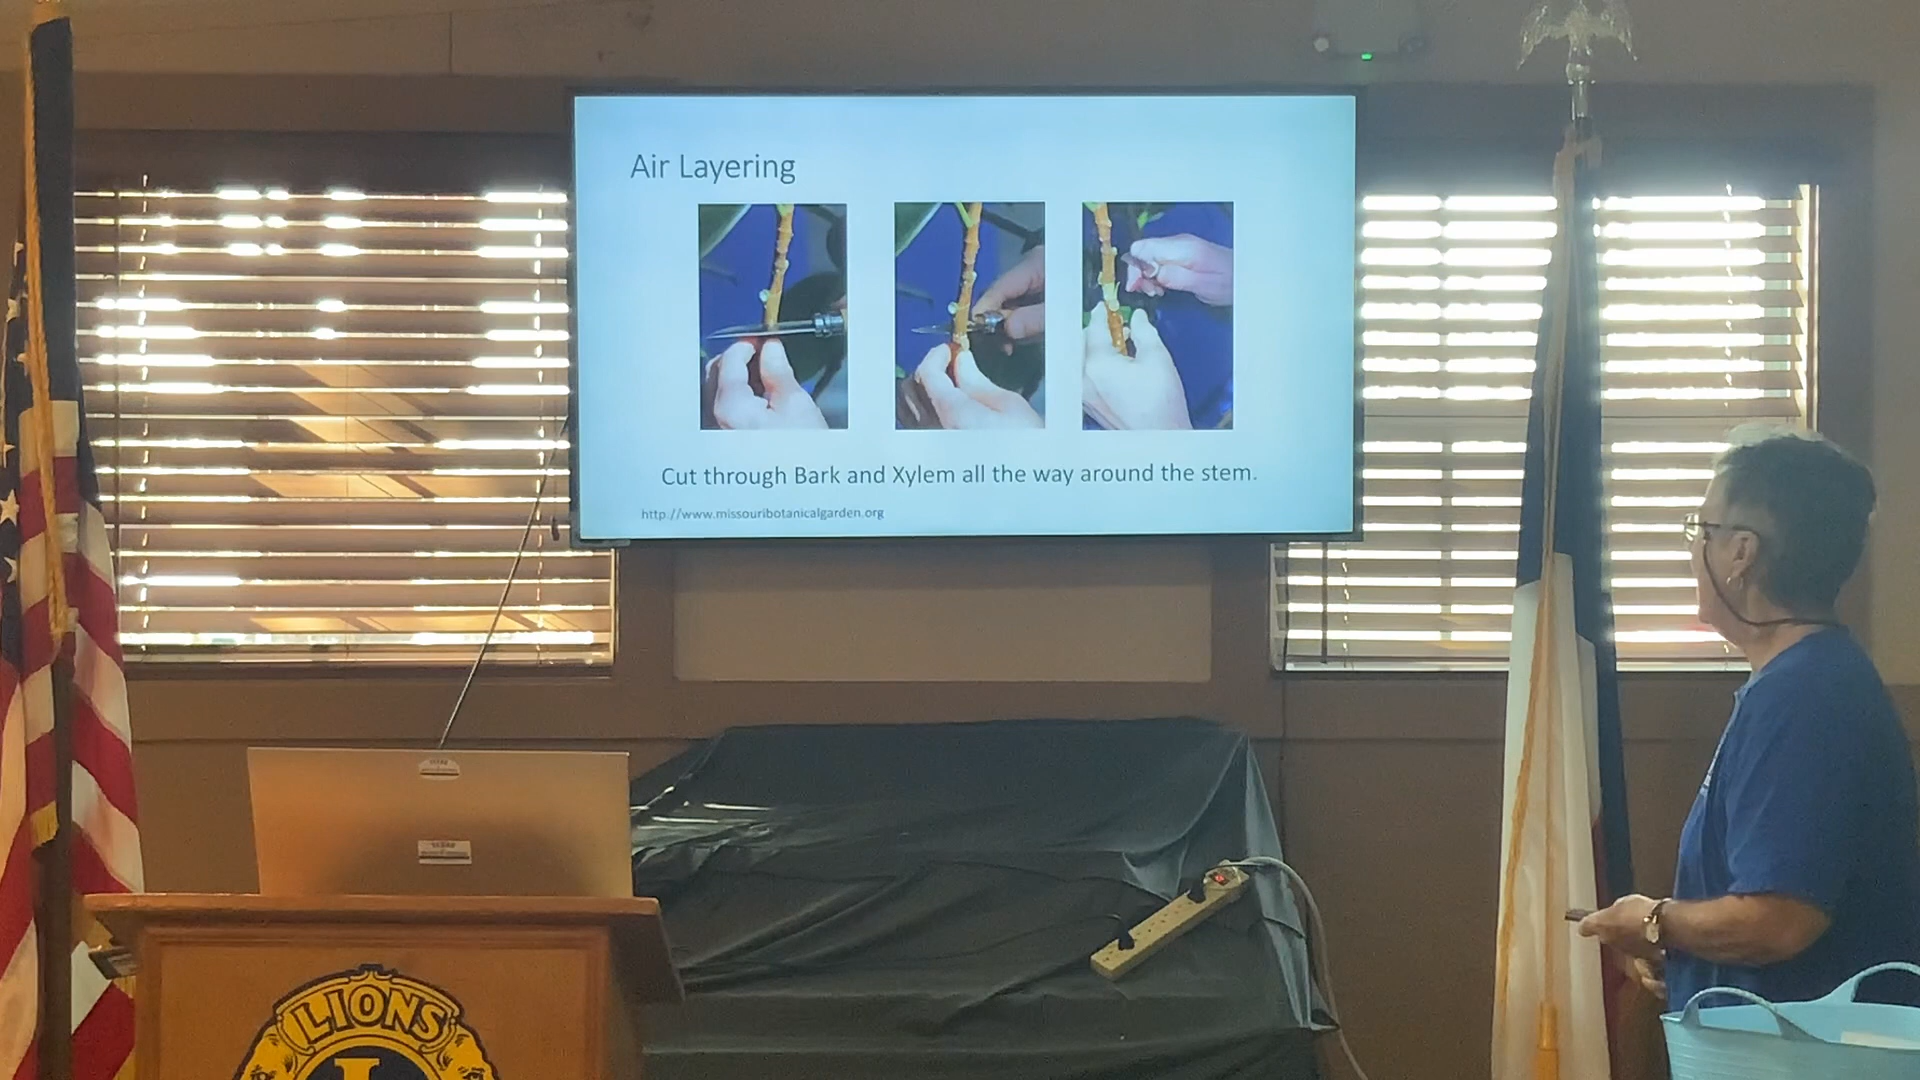 Air Layering
Cut through Bark and Xylem all the way around the stem.
http://www.missouribotanicalgarden.org
LIONS
L